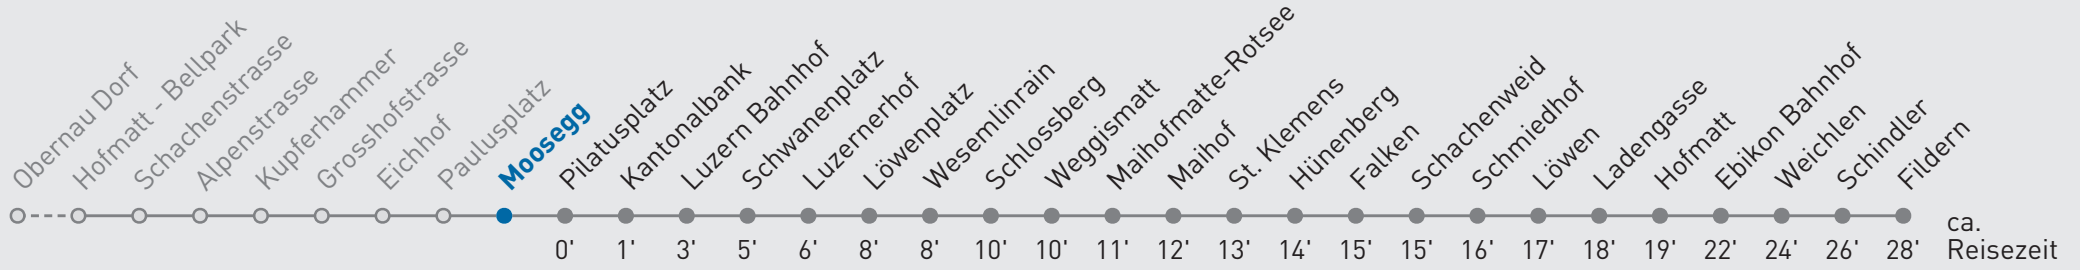 Obernau Dorf
Hofmatt - Bellpark
Schachenstrasse
Alpenstrasse
Kupferhammer
Grosshofstrasse
Eichhof
Paulusplatz
Moosegg
Pilatusplatz
Kantonalbank
Luzern Bahnhof
Schwanenplatz
Luzernerhof
Löwenplatz
Wesemlinrain
Schlossberg
Weggismatt
Maihofmatte-Rotsee
Maihof
St. Klemens
Hünenberg
Falken
Schachenweid
Schmiedhof
Löwen
Ladengasse
Hofmatt
Ebikon Bahnhof
Weichlen
Schindler
Fildern
0' 1' 3' 5' 6' 8' 8' 10' 10' 11' 12' 13' 14' 15' 15' 16' 17' 18' 19' 22' 24' 26' 28'
ca.
Reisezeit